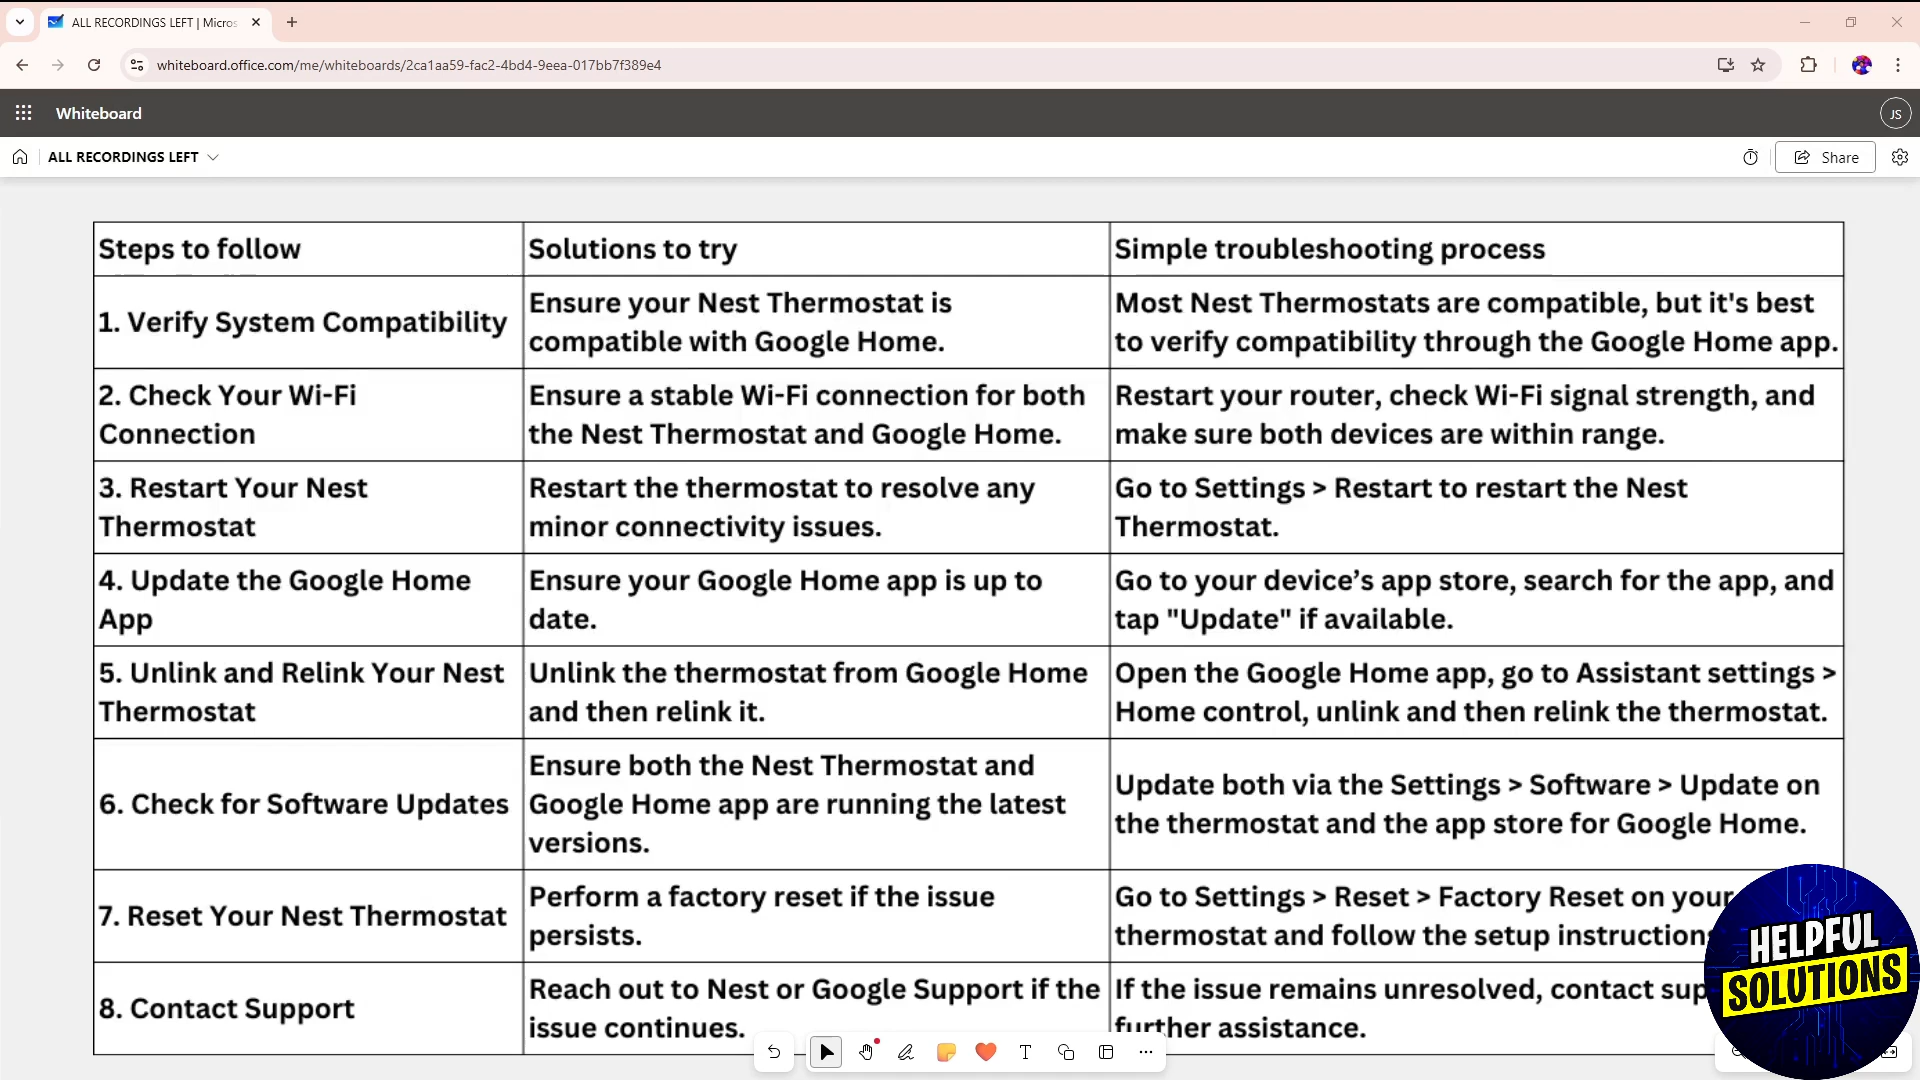 ALL RECORDINGS LEFT | Micros
whiteboard.office.com/me/whiteboards/2ca1aa59-fac2-4bd4-9eea-017bb7f389e4
Whiteboard
JS
ALL RECORDINGS LEFT
Share
Steps to follow
Solutions to try
Simple troubleshooting process
1. Verify System Compatibility
Ensure your Nest Thermostat is
compatible with Google Home.
Most Nest Thermostats are compatible, but it's best
to verify compatibility through the Google Home app.
2. Check Your Wi-Fi
Connection
Ensure a stable Wi-Fi connection for both
the Nest Thermostat and Google Home.
Restart your router, check Wi-Fi signal strength, and
make sure both devices are within range.
3. Restart Your Nest
Thermostat
Restart the thermostat to resolve any
minor connectivity issues.
Go to Settings > Restart to restart the Nest
Thermostat.
4. Update the Google Home
App
Ensure your Google Home app is up to
date.
Go to your device’s app store, search for the app, and
tap "Update" if available.
5. Unlink and Relink Your Nest
Thermostat
Unlink the thermostat from Google Home
and then relink it.
Open the Google Home app, go to Assistant settings >
Home control, unlink and then relink the thermostat.
6. Check for Software Updates
Ensure both the Nest Thermostat and
Google Home app are running the latest
versions.
Update both via the Settings > Software > Update on
the thermostat and the app store for Google Home.
7. Reset Your Nest Thermostat
Perform a factory reset if the issue
persists.
Go to Settings > Reset > Factory Reset on your
thermostat and follow the setup instructions
8. Contact Support
Reach out to Nest or Google Support if the
issue continues.
If the issue remains unresolved, contact sup
further assistance.
HELPFUL
SOLUTIONS